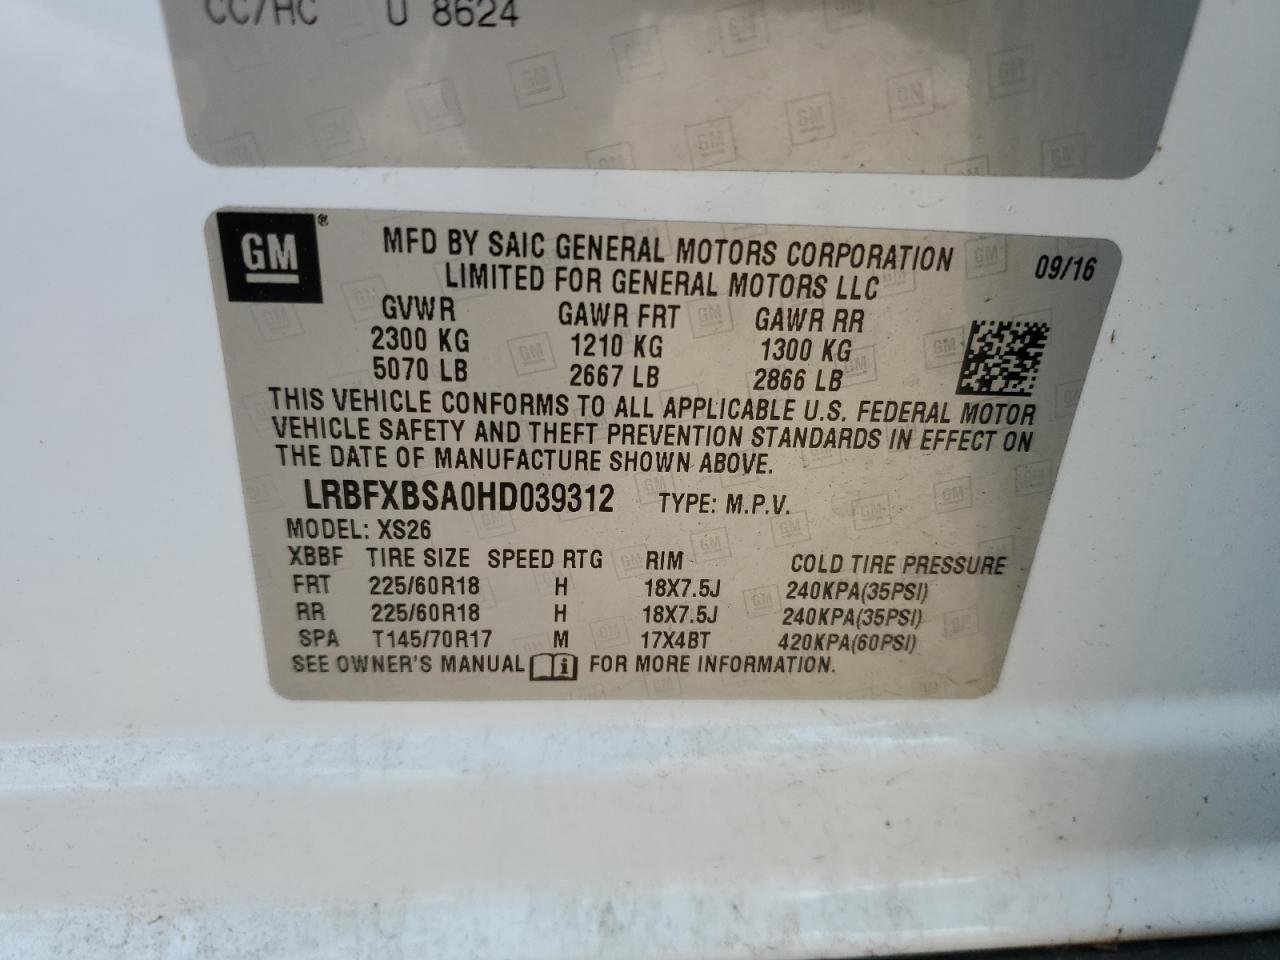 CC/HC U 8624
GM®
MFD BY SAIC GENERAL MOTORS CORPORATION
LIMITED FOR GENERAL MOTORS LLC
09/16
GVWR GAWR FRT GAWR RR
2300 KG 1210 KG 1300 KG
5070 LB 2667 LB 2866 LB
THIS VEHICLE CONFORMS TO ALL APPLICABLE U.S. FEDERAL MOTOR
VEHICLE SAFETY AND THEFT PREVENTION STANDARDS IN EFFECT ON
THE DATE OF MANUFACTURE SHOWN ABOVE.
LRBFXBSA0HD039312 TYPE: M.P.V.
MODEL: XS26
XBBF TIRE SIZE SPEED RTG RIM COLD TIRE PRESSURE
FRT 225/60R18 H 18X7.5J 240KPA(35PSI)
RR 225/60R18 H 18X7.5J 240KPA(35PSI)
SPA T145/70R17 M 17X4BT 420KPA(60PSI)
SEE OWNER'S MANUAL i FOR MORE INFORMATION.